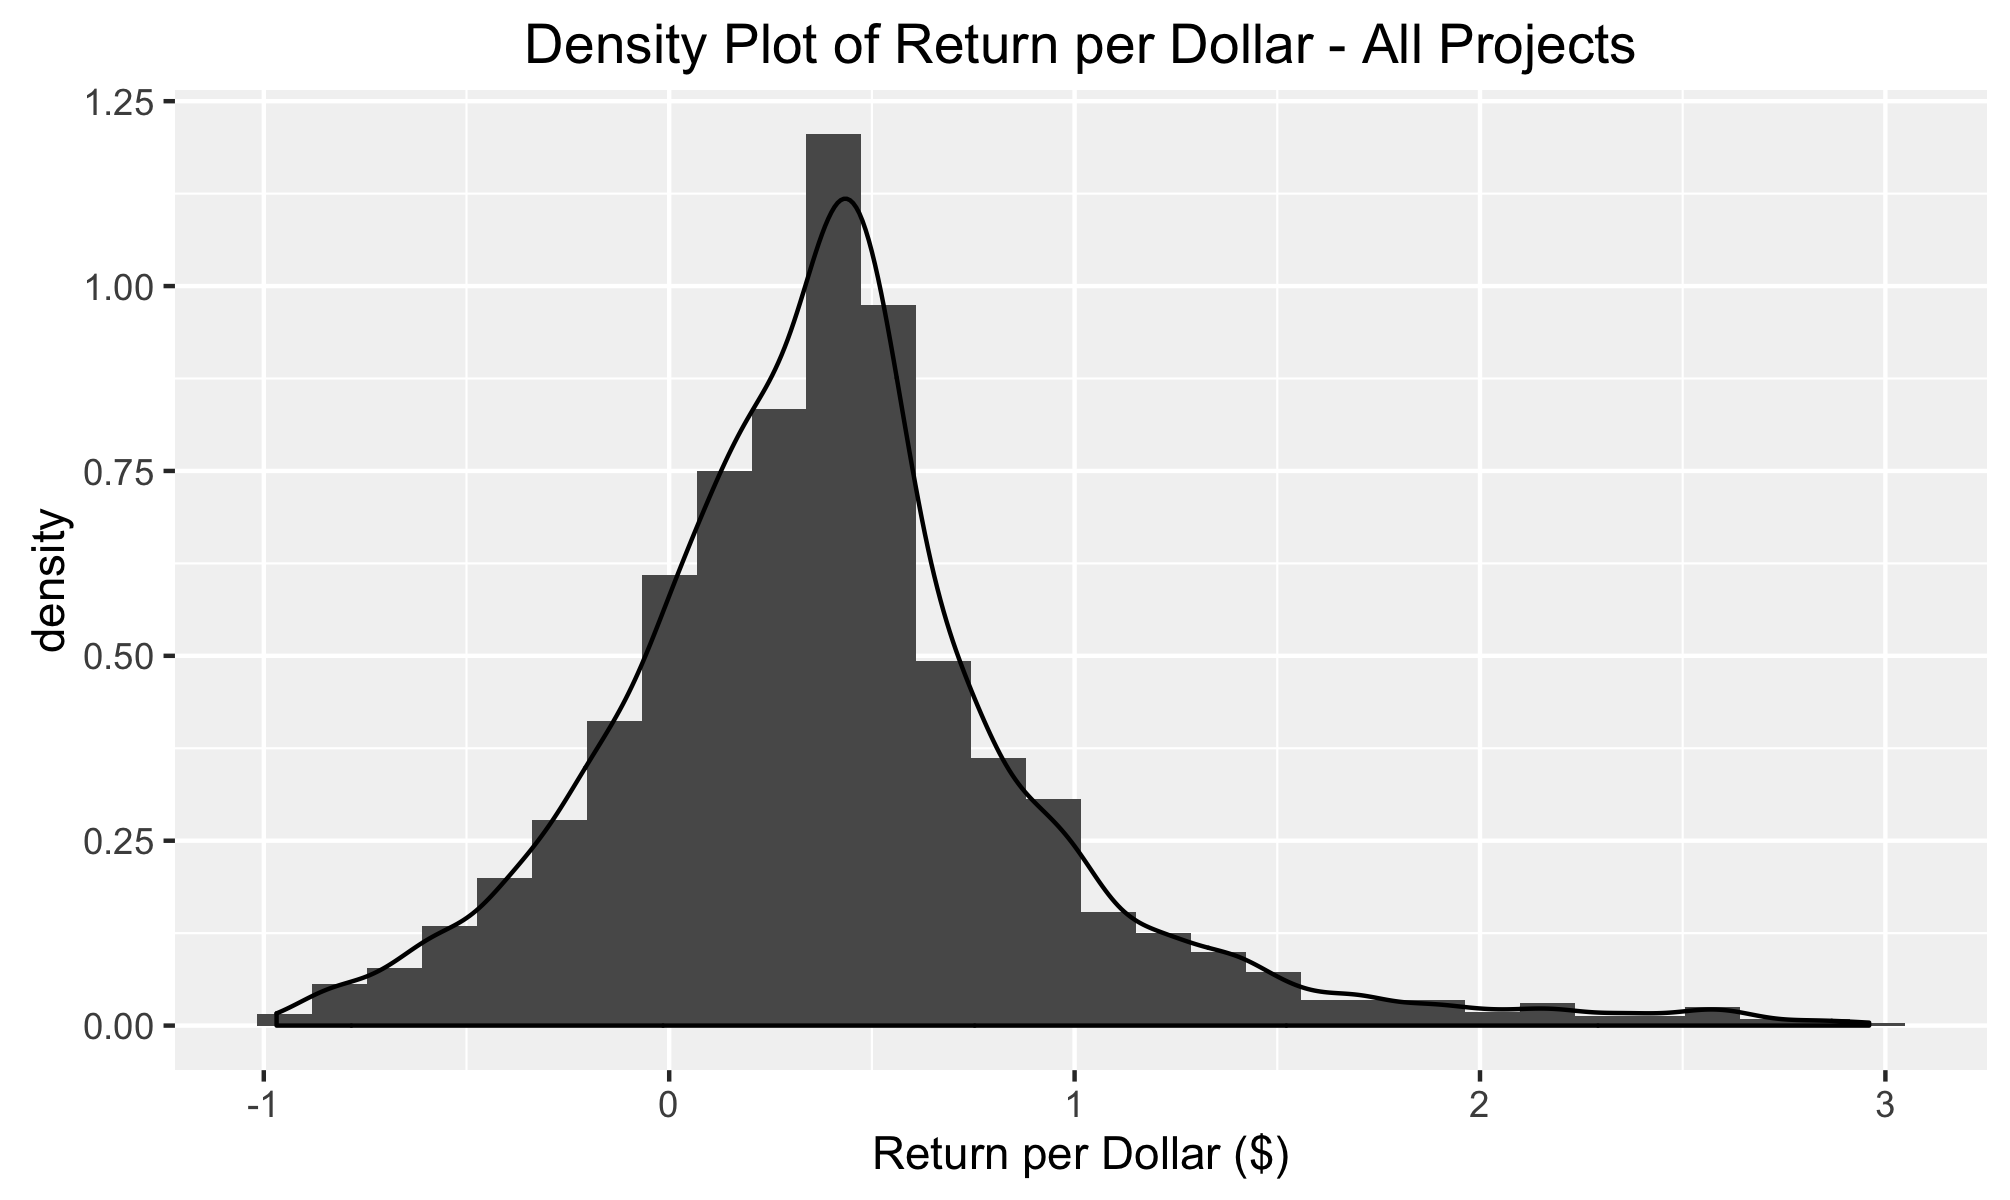 Density Plot of Return per Dollar - All Projects
1.25
1.00
0.75
0.50
0.25
0.00
density
-1 0 1 2 3
Return per Dollar ($)